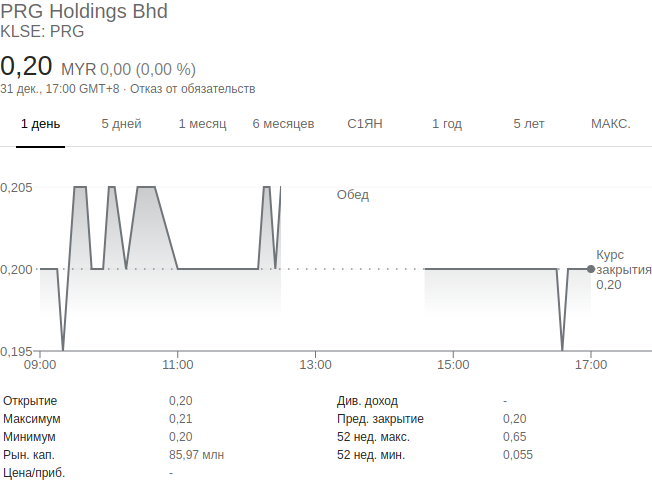 PRG Holdings Bhd
KLSE: PRG
0,20 MYR 0,00 (0,00 %)
31 дек., 17:00 GMT+8 · Отказ от обязательств
1 день 5 дней 1 месяц 6 месяцев С1ЯН 1 год 5 лет МАКС.
0,205
Обед
0,200
Курс
закрытия
0,20
0,195
09:00 11:00 13:00 15:00 17:00
Открытие 0,20 Див. доход -
Максимум 0,21 Пред. закрытие 0,20
Минимум 0,20 52 нед. макс. 0,65
Рын. кап. 85,97 млн 52 нед. мин. 0,055
Цена/приб. -